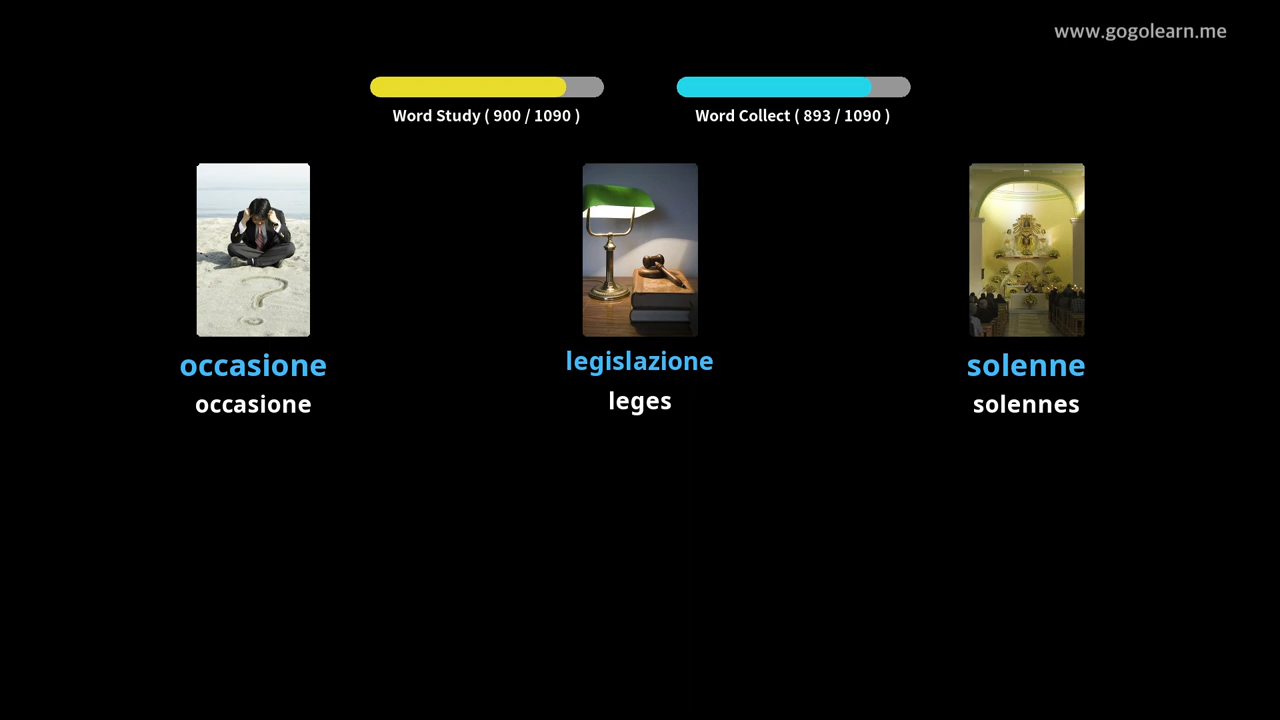 www.gogolearn.me
Word Study ( 900 / 1090 )
Word Collect ( 893 / 1090 )
occasione
occasione
legislazione
leges
solenne
solennes